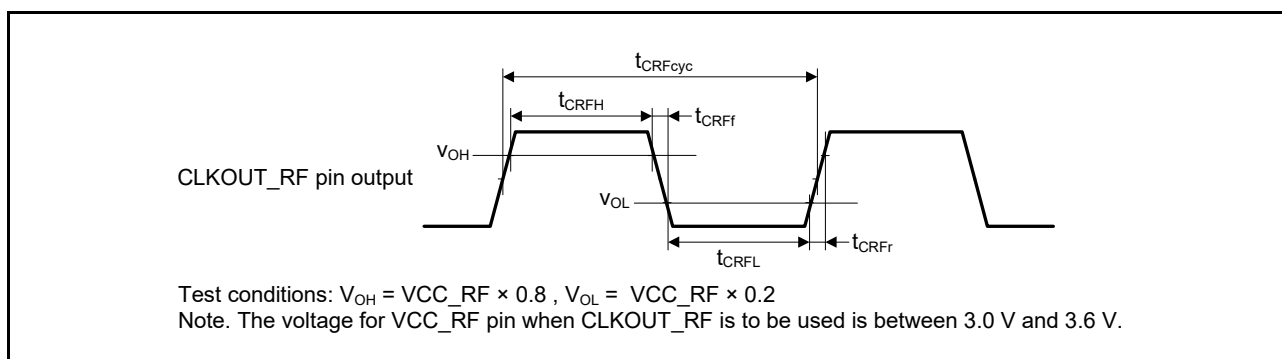 tCRFcyc
tCRFH
tCRFf
VOH
CLKOUT_RF pin output
VOL
tCRFL
tCRFr
Test conditions: VOH = VCC_RF × 0.8 , VOL = VCC_RF × 0.2
Note. The voltage for VCC_RF pin when CLKOUT_RF is to be used is between 3.0 V and 3.6 V.